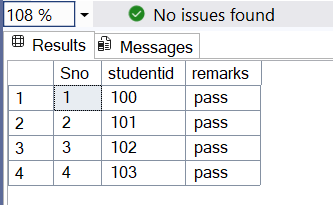 108 % No issues found
Results Messages
Sno studentid remarks
1 1 100 pass
2 2 101 pass
3 3 102 pass
4 4 103 pass